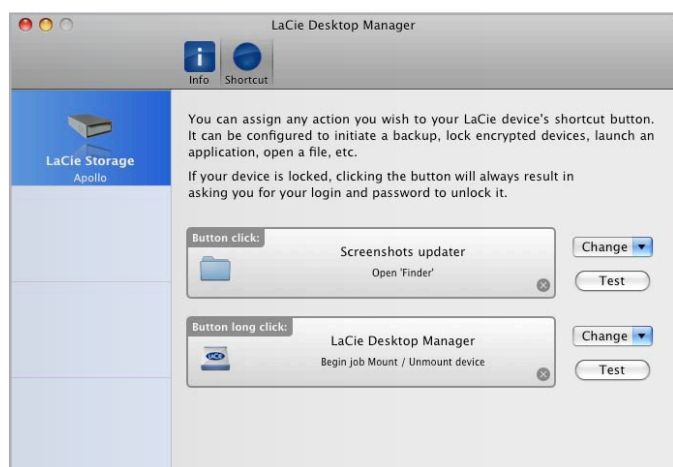 LaCie Desktop Manager
Info Shortcut
LaCie Storage
Apollo
You can assign any action you wish to your LaCie device's shortcut button.
It can be configured to initiate a backup, lock encrypted devices, launch an
application, open a file, etc.
If your device is locked, clicking the button will always result in
asking you for your login and password to unlock it.
Button click:
Screenshots updater
Open 'Finder'
Change
Test
Button long click:
LaCie Desktop Manager
Begin job Mount / Unmount device
Change
Test